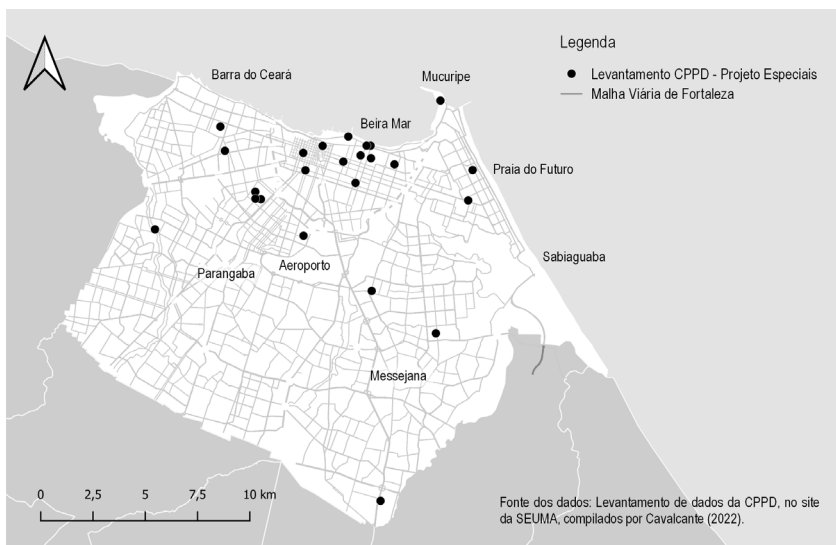 Legenda
Levantamento CPPD - Projeto Especiais
Malha Viária de Fortaleza
Barra do Ceará
Mucuripe
Beira Mar
Praia do Futuro
Sabiaguaba
Aeroporto
Parangaba
Messejana
0 2,5 5 7,5 10 km
Fonte dos dados: Levantamento de dados da CPPD, no site
da SEUMA, compilados por Cavalcante (2022).